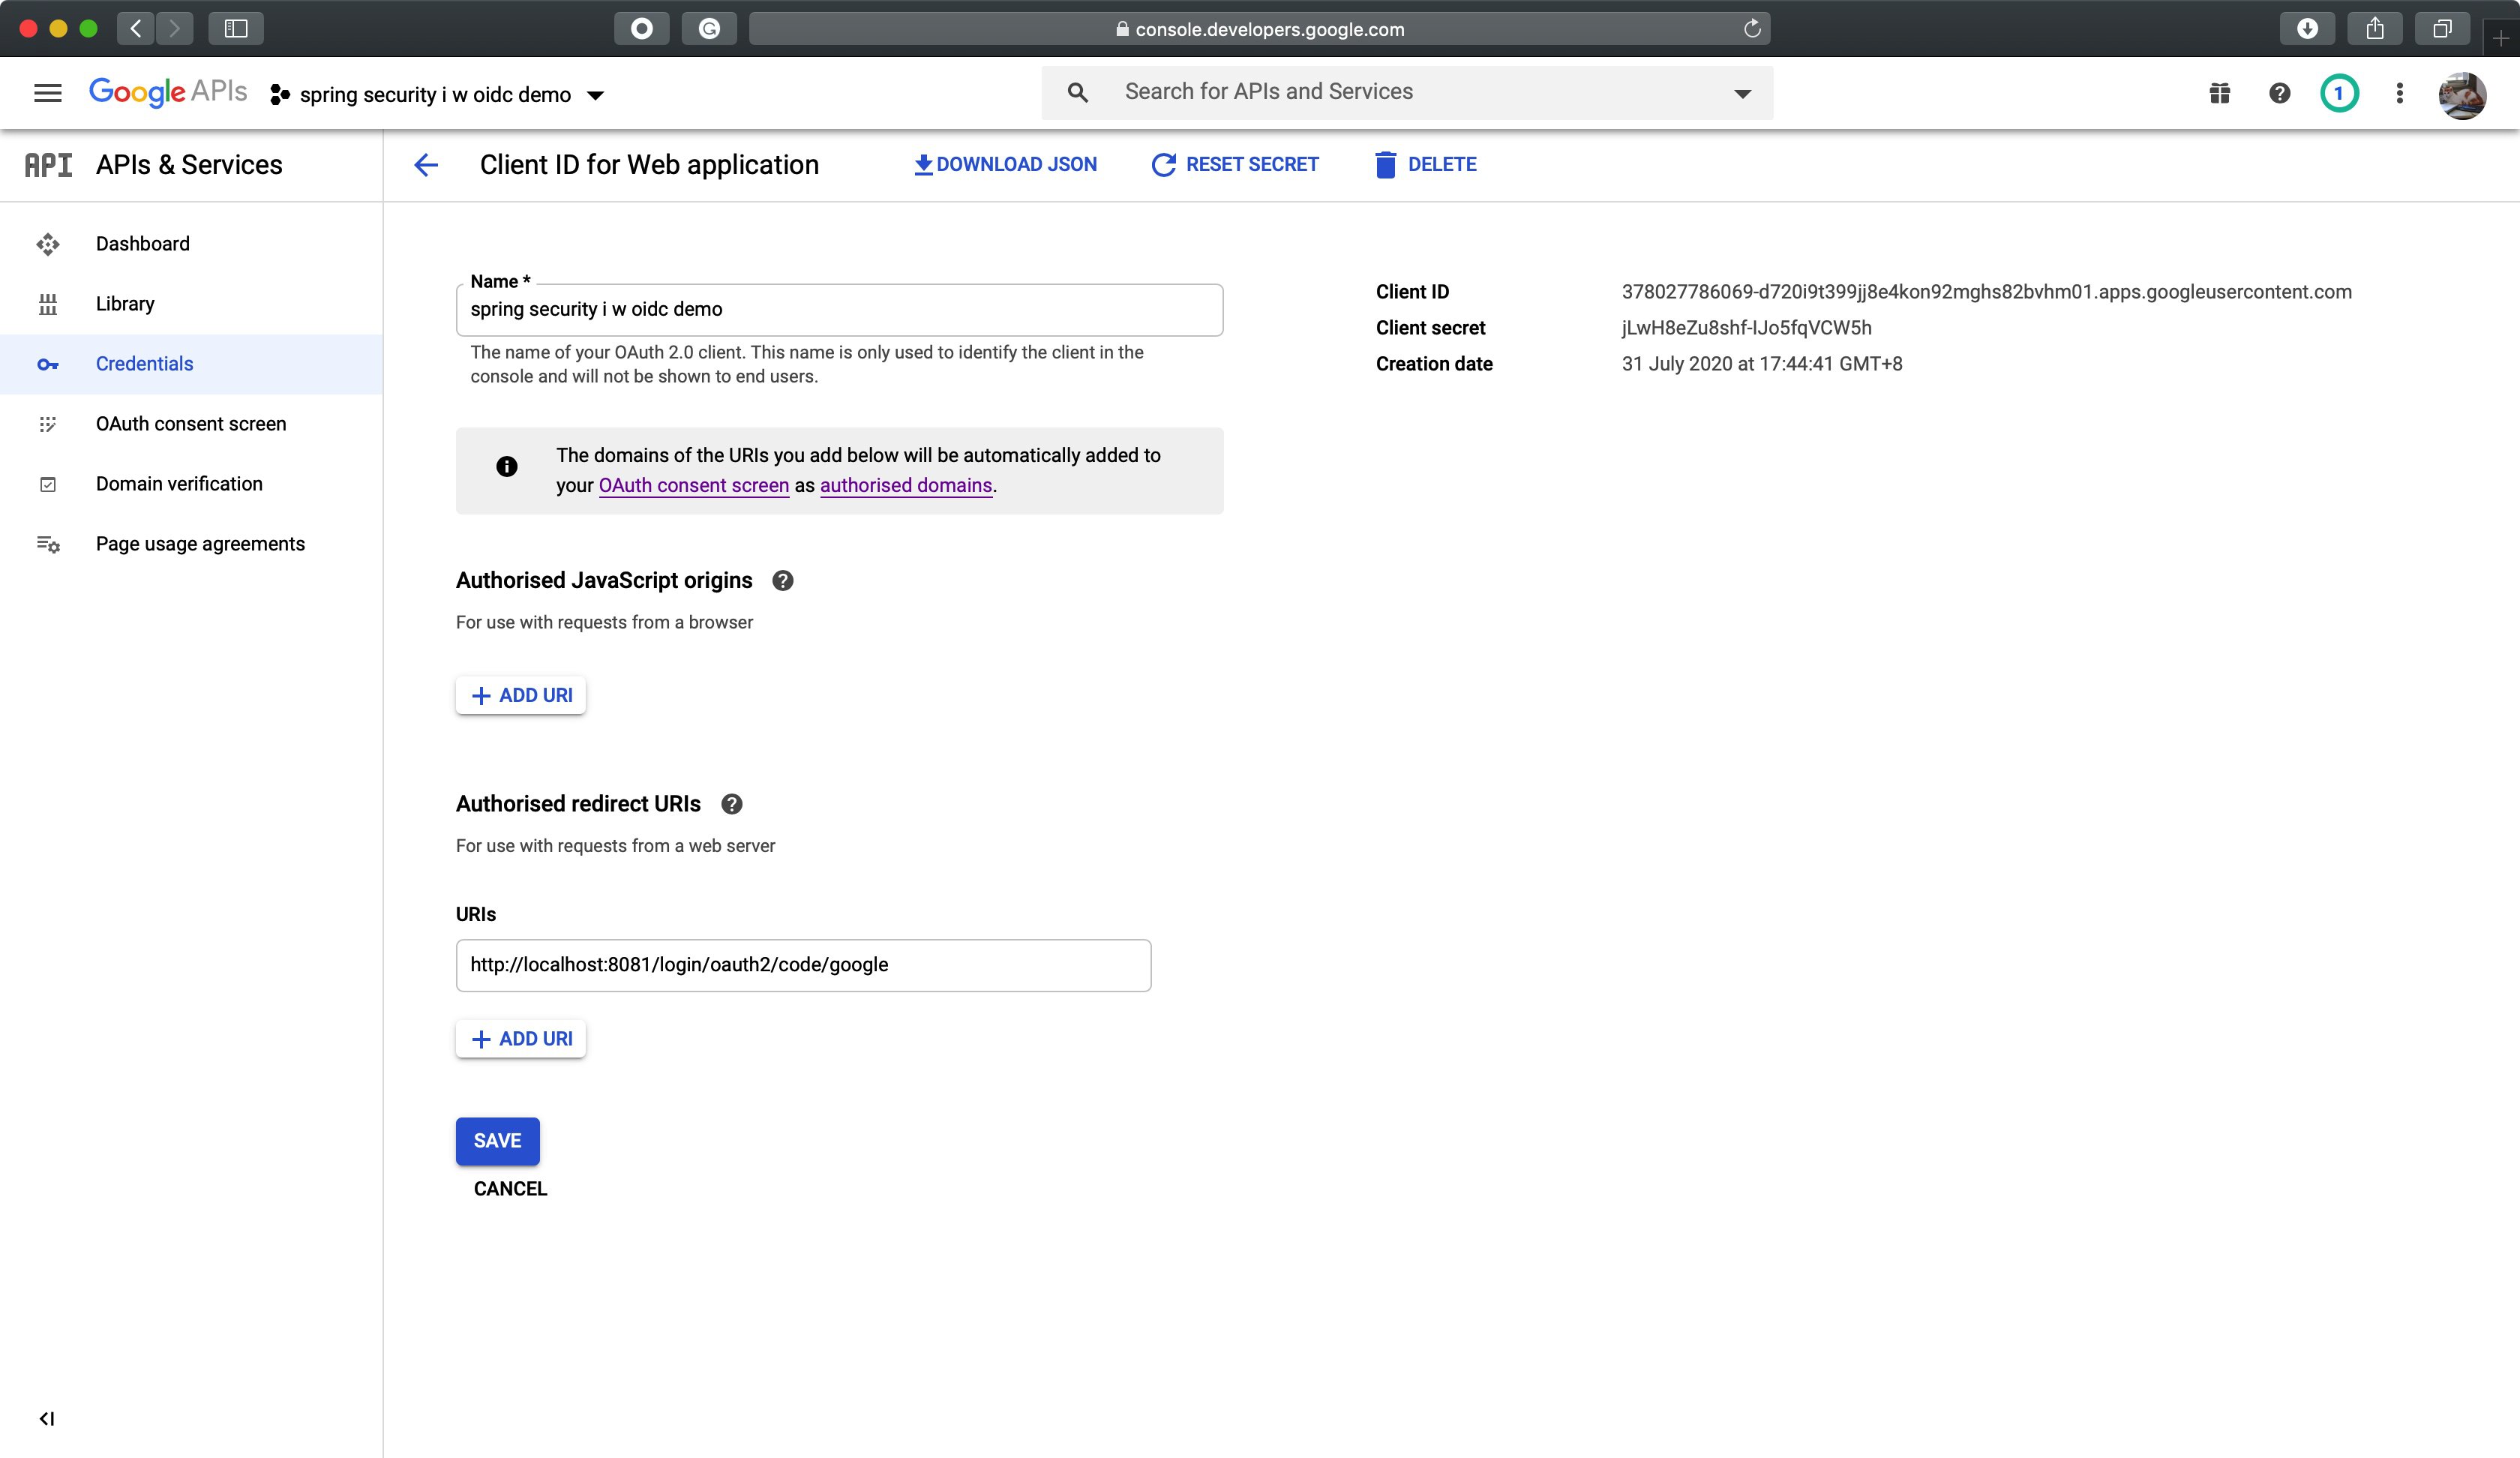 console.developers.google.com
Google APIs
spring security i w oidc demo
Search for APIs and Services
1
API APIs & Services
Client ID for Web application
DOWNLOAD JSON
RESET SECRET
DELETE
Dashboard
Library
Credentials
OAuth consent screen
Domain verification
Page usage agreements
Name *
spring security i w oidc demo
The name of your OAuth 2.0 client. This name is only used to identify the client in the
console and will not be shown to end users.
Client ID 378027786069-d720i9t399jj8e4kon92mghs82bvhm01.apps.googleusercontent.com
Client secret jLwH8eZu8shf-IJo5fqVCW5h
Creation date 31 July 2020 at 17:44:41 GMT+8
The domains of the URIs you add below will be automatically added to
your OAuth consent screen as authorised domains.
Authorised JavaScript origins
For use with requests from a browser
ADD URI
Authorised redirect URIs
For use with requests from a web server
URIs
http://localhost:8081/login/oauth2/code/google
ADD URI
SAVE
CANCEL